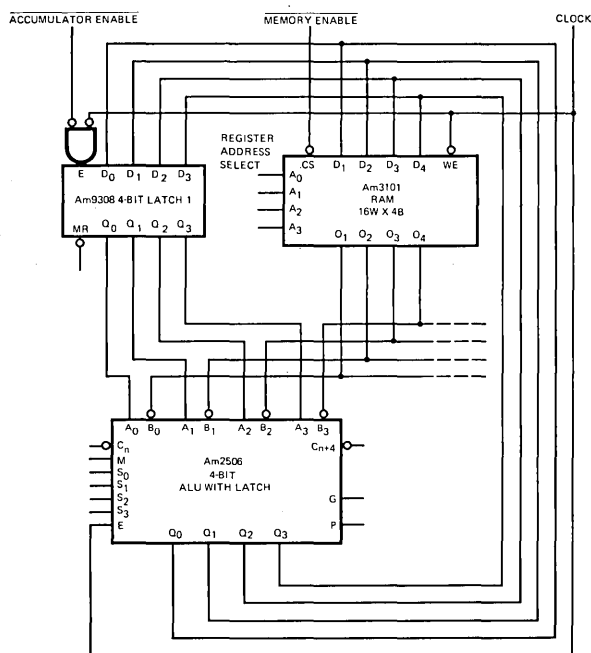 ACCUMULATOR ENABLE
MEMORY ENABLE
CLOCK
REGISTER
ADDRESS
SELECT
E D0 D1 D2 D3
Am9308 4-BIT LATCH 1
MR Q0 Q1 Q2 Q3
CS D1 D2 D3 D4 WE
A0
A1
A2
A3
Am3101
RAM
16W X 4B
O1 O2 O3 O4
A0 B0 A1 B1 A2 B2 A3 B3
Cn
M
S0
S1
S2
S3
E
Cn+4
Am2506
4-BIT
ALU WITH LATCH
G
P
Q0 Q1 Q2 Q3